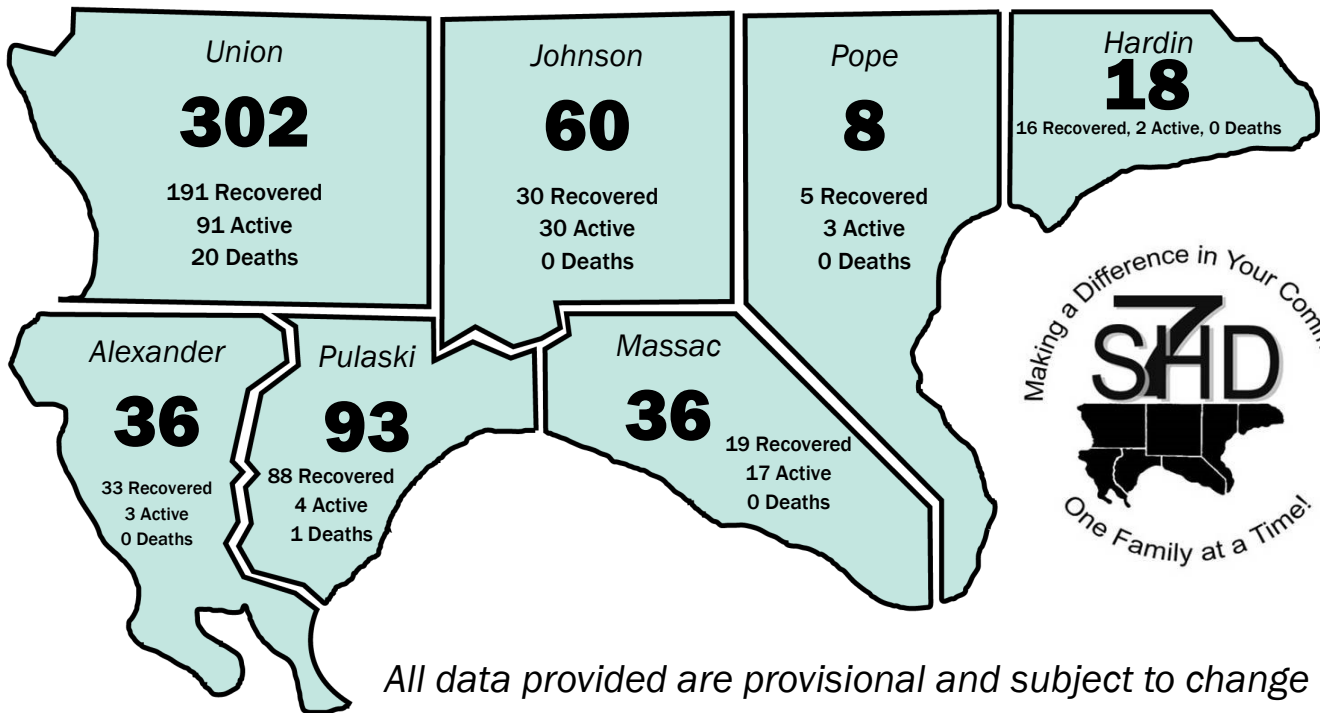 Union
302
191 Recovered
91 Active
20 Deaths
Johnson
60
30 Recovered
30 Active
0 Deaths
Pope
8
5 Recovered
3 Active
0 Deaths
Hardin
18
16 Recovered, 2 Active, 0 Deaths
Alexander
36
33 Recovered
3 Active
0 Deaths
Pulaski
93
88 Recovered
4 Active
1 Deaths
Massac
36
19 Recovered
17 Active
0 Deaths
Making a Difference in Your
S7HD
One Family at a Time!
All data provided are provisional and subject to change